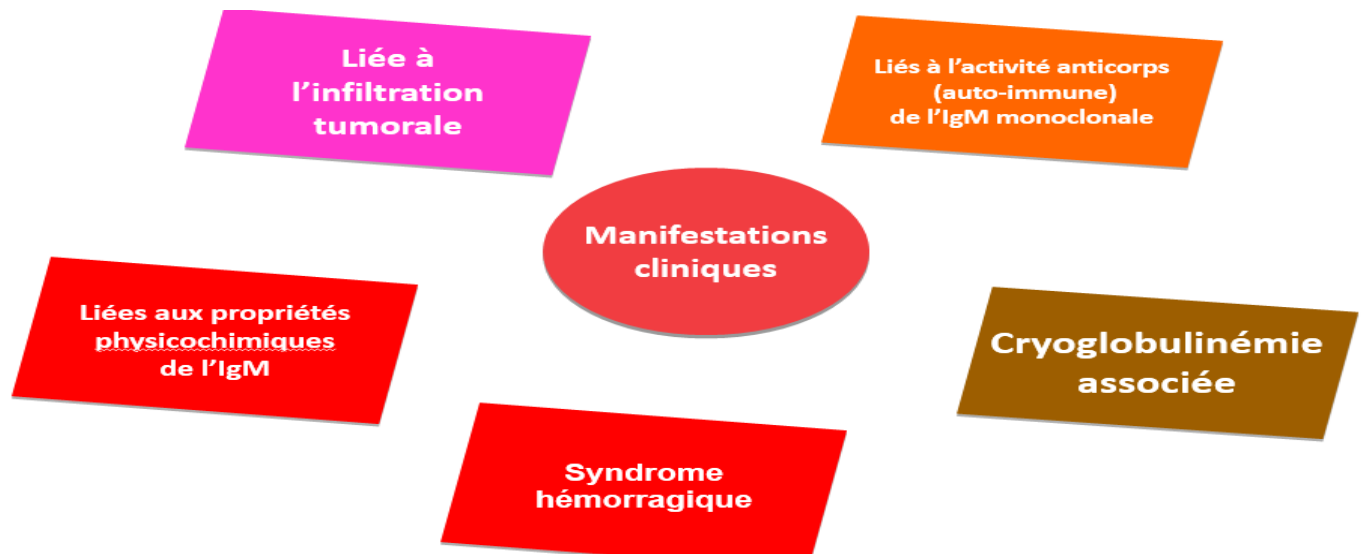 Liée à
l'infiltration
tumorale
Liés à l'activité anticorps
(auto-immune)
de l'IgM monoclonale
Manifestations
cliniques
Liées aux propriétés
physicochimiques
de l'IgM
Cryoglobulinémie
associée
Syndrome
hémorragique